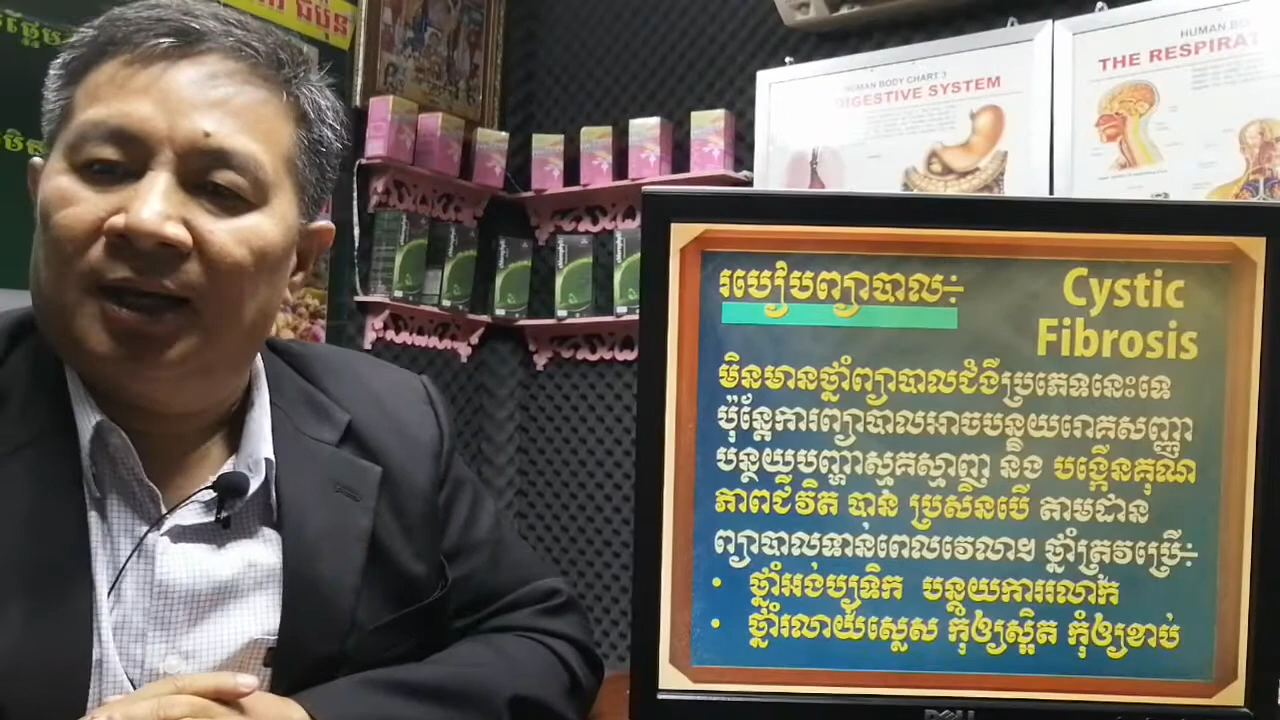 HUMAN BODY CHART 3
DIGESTIVE SYSTEM
THE RESPIRAT
របៀបព្យាបាល÷
Cystic
Fibrosis
មិនមានថ្នាំព្យាបាលជំងឺប្រភេទនេះទេ
ប៉ុន្តែការព្យាបាលអាចបន្ថយរោគសញ្ញា
បន្ថយបញ្ហាស្មុគស្មាញ និង បង្កើនគុណ
ភាពជីវិត បាន ប្រសិនបើ តាមដាន
ព្យាបាលទាន់ពេលវេលា៖ ថ្នាំត្រូវប្រើ÷
• ថ្នាំអង់ប្យូទិក បន្ថយការរលាក
• ថ្នាំរលាយស្លេស កុំឲ្យស្អិត កុំឲ្យខាប់
DELL